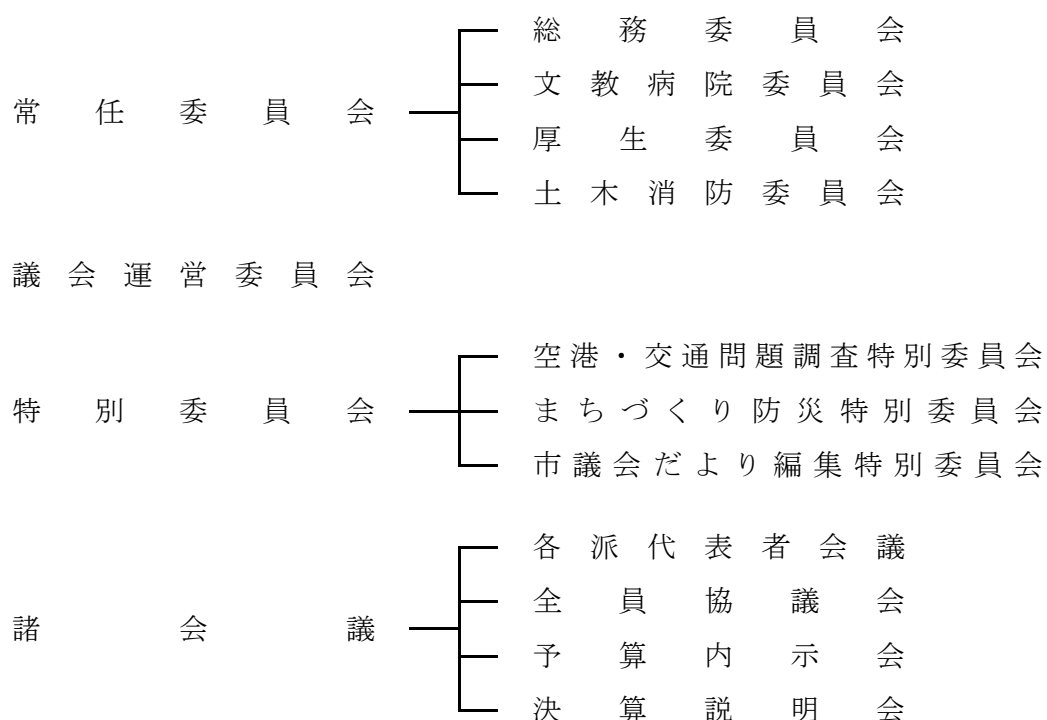 常任委員会
総務委員会
文教病院委員会
厚生委員会
土木消防委員会
議会運営委員会
特別委員会
空港・交通問題調査特別委員会
まちづくり防災特別委員会
市議会だより編集特別委員会
諸会議
各派代表者会議
全員協議会
予算内示会
決算説明会